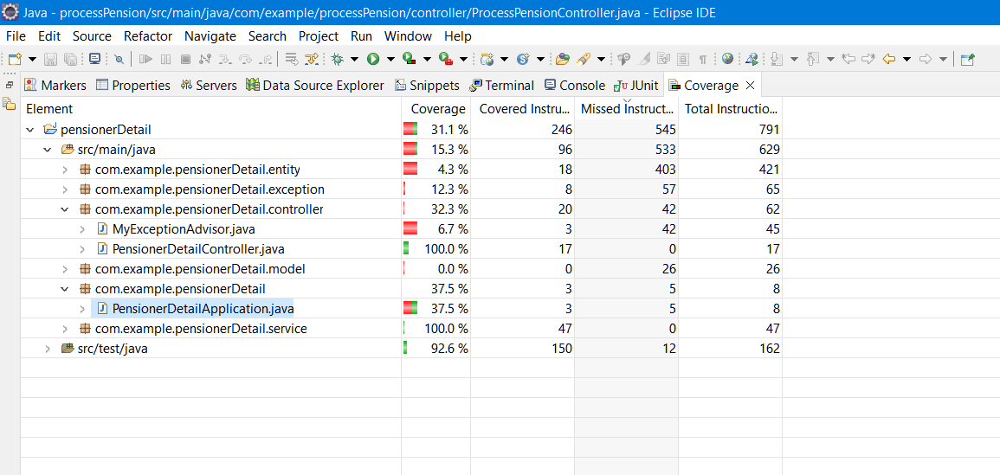 Java - processPension/src/main/java/com/example/processPension/controller/ProcessPensionController.java - Eclipse IDE
File Edit Source Refactor Navigate Search Project Run Window Help
Markers Properties Servers Data Source Explorer Snippets Terminal Console JUnit Coverage
Element Coverage Covered Instru... Missed Instruct... Total Instructio...
pensionerDetail 31.1 % 246 545 791
src/main/java 15.3 % 96 533 629
com.example.pensionerDetail.entity 4.3 % 18 403 421
com.example.pensionerDetail.exception 12.3 % 8 57 65
com.example.pensionerDetail.controller 32.3 % 20 42 62
MyExceptionAdvisor.java 6.7 % 3 42 45
PensionerDetailController.java 100.0 % 17 0 17
com.example.pensionerDetail.model 0.0 % 0 26 26
com.example.pensionerDetail 37.5 % 3 5 8
PensionerDetailApplication.java 37.5 % 3 5 8
com.example.pensionerDetail.service 100.0 % 47 0 47
src/test/java 92.6 % 150 12 162